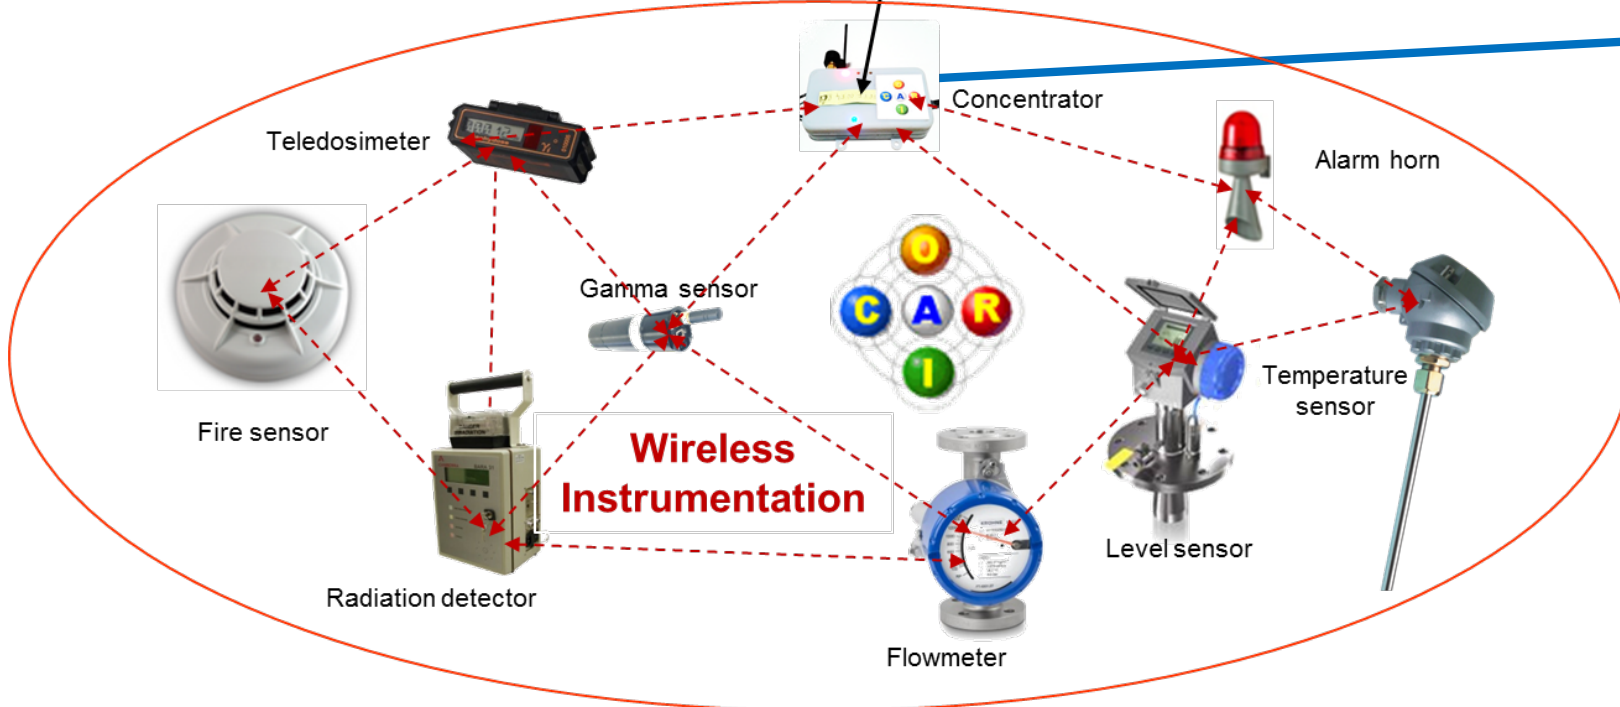 Concentrator
Teledosimeter
Alarm horn
O
Gamma sensor
C A R
I
Temperature
sensor
Fire sensor
Wireless
Instrumentation
Level sensor
Radiation detector
Flowmeter